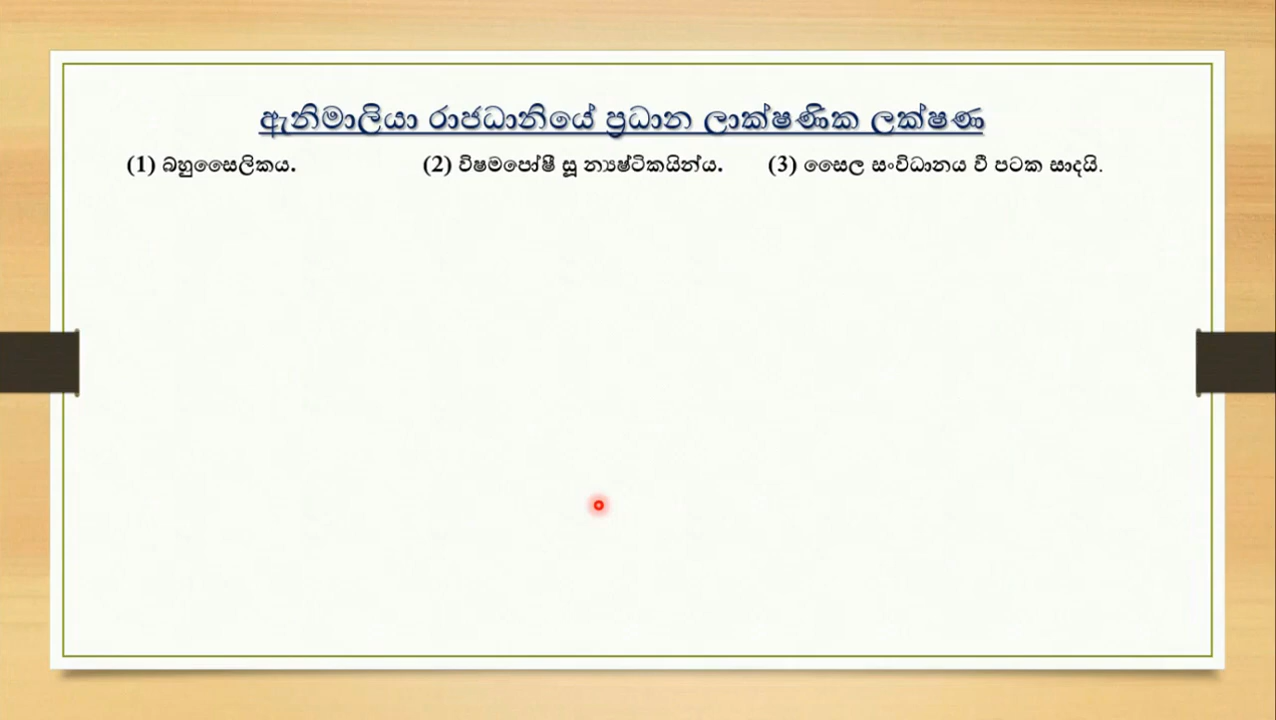 ඇනිමාලියා රාජධානියේ ප්‍රධාන ලාක්ෂණික ලක්ෂණ
(1) බහුසෛලිකය. (2) විෂමපෝෂී සූ න්‍යෂ්ටිකයින්ය. (3) සෛල සංවිධානය වී පටක සාදයි.